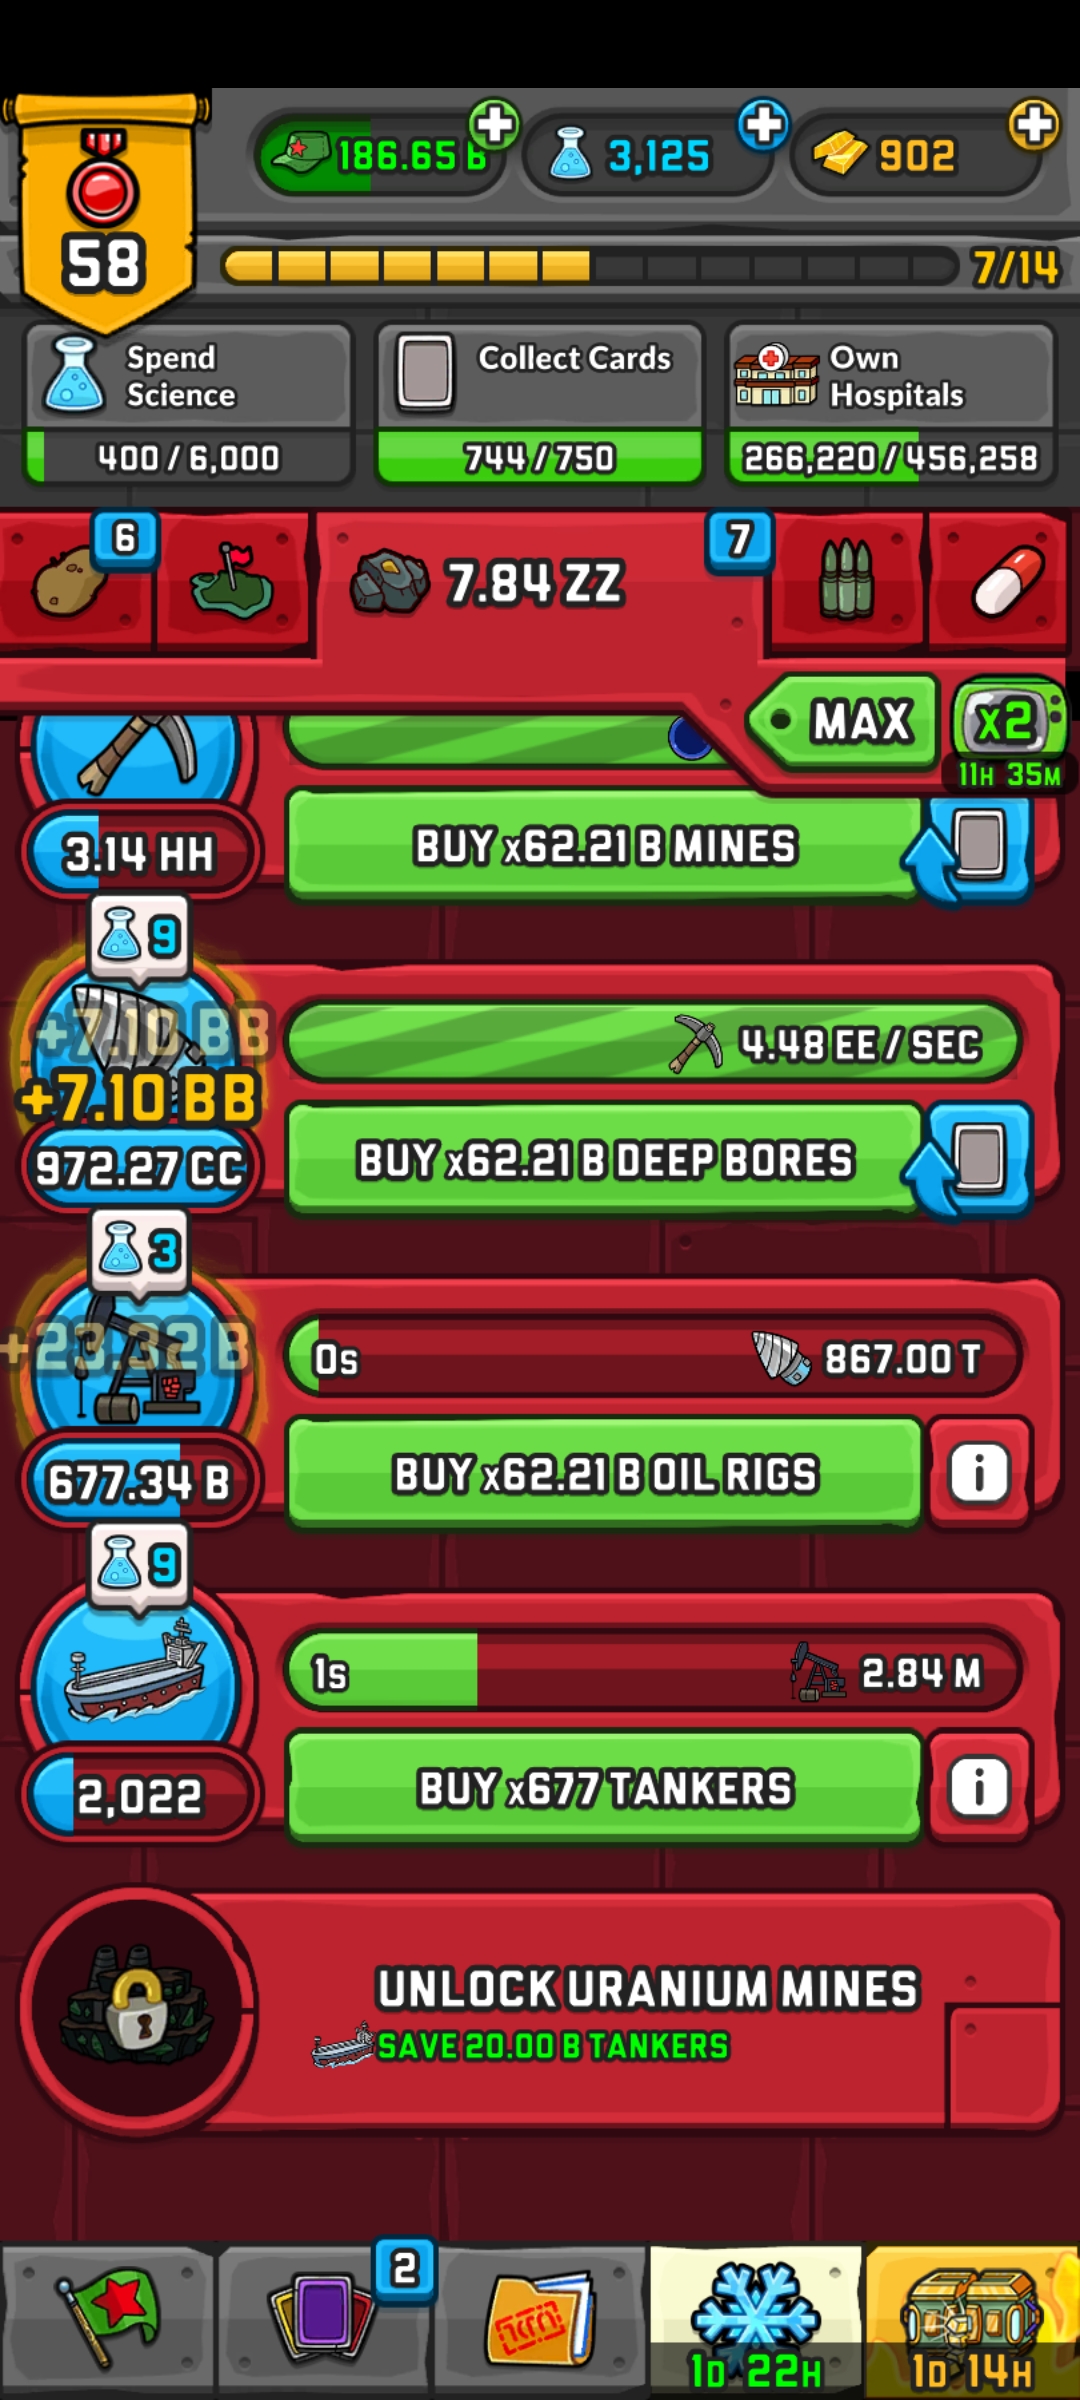 58
186.65 B
3,125
902
7/14
Spend
Science
400 / 6,000
Collect Cards
744 / 750
Own
Hospitals
266,220 / 456,258
6
7.84 ZZ
7
MAX
x2
11H 35M
3.14 HH
BUY x62.21 B MINES
9
+7.10 BB
+7.10 BB
972.27 CC
4.48 EE / SEC
BUY x62.21 B DEEP BORES
3
+23.32 B
677.34 B
0s
867.00 T
BUY x62.21 B OIL RIGS
i
9
2,022
1s
2.84 M
BUY x677 TANKERS
i
UNLOCK URANIUM MINES
SAVE 20.00 B TANKERS
2
1D 22H
1D 14H